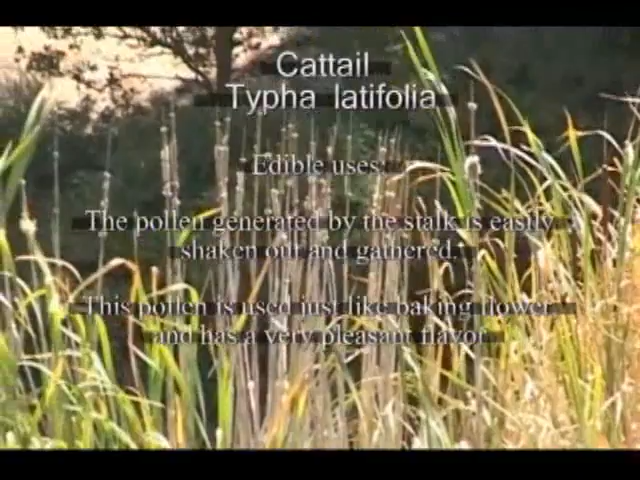 Cattail
Typha latifolia
Edible uses:
The pollen generated by the stalk is easily
shaken out and gathered.
This pollen is used just like baking flower
and has a very pleasant flavor